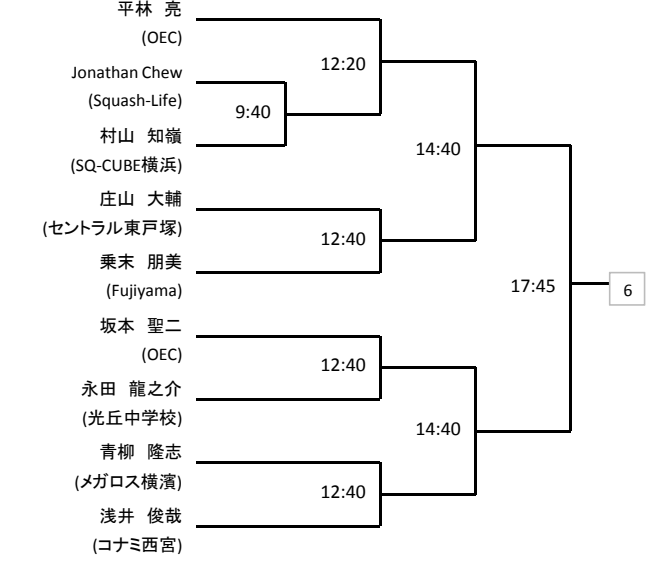 平林 亮
(OEC)
12:20
Jonathan Chew
(Squash-Life)
9:40
村山 知嶺
(SQ-CUBE横浜)
14:40
庄山 大輔
(セントラル東戸塚)
12:40
乗末 朋美
(Fujiyama)
17:45
6
坂本 聖二
(OEC)
12:40
永田 龍之介
(光丘中学校)
14:40
青柳 隆志
(メガロス横濱)
12:40
浅井 俊哉
(コナミ西宮)